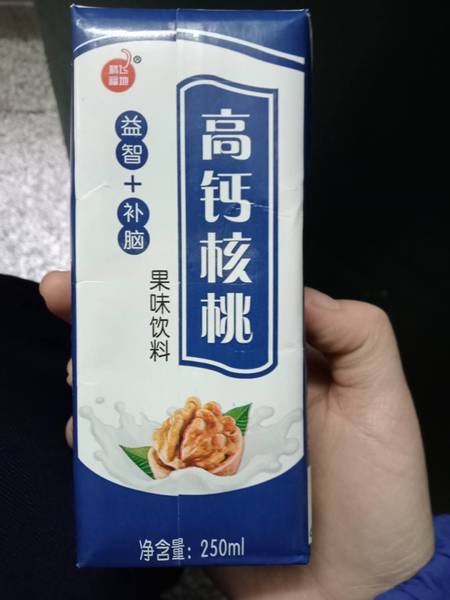 益智
+
补脑
高钙核桃
果味饮料
净含量: 250ml